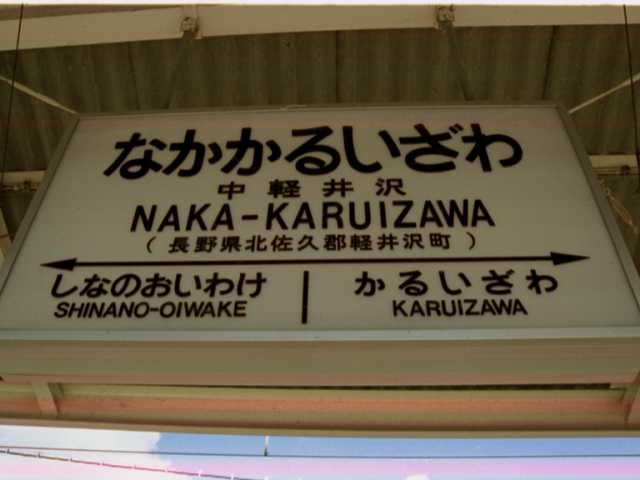 なかかるいざわ
中軽井沢
NAKA-KARUIZAWA
(長野県北佐久郡軽井沢町)
しなのおいわけ かるいざわ
SHINANO-OIWAKE KARUIZAWA